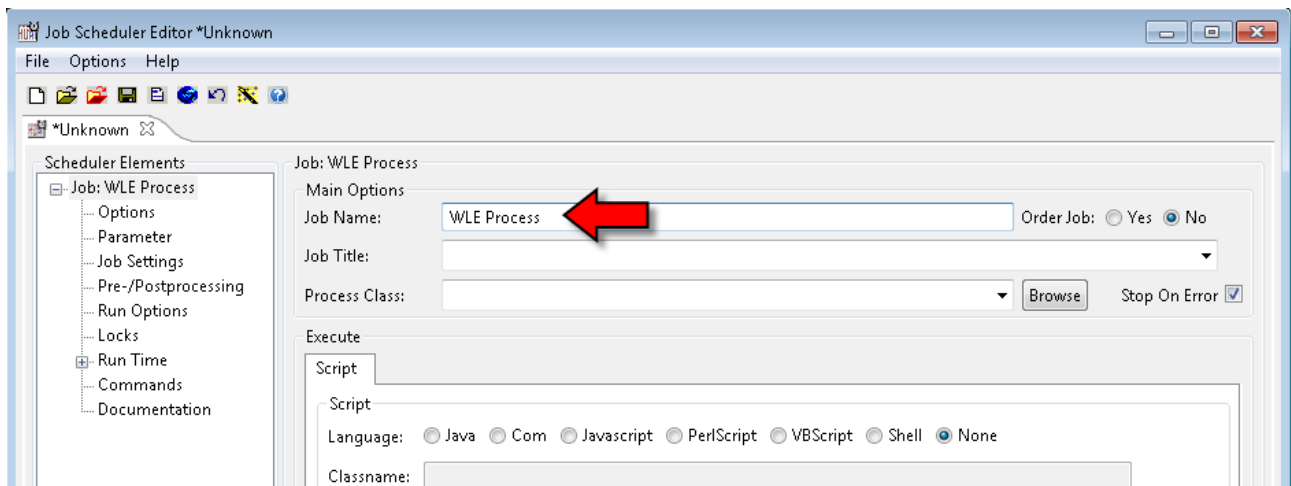 Job Scheduler Editor *Unknown
File Options Help
*Unknown
Scheduler Elements
Job: WLE Process
Options
Parameter
Job Settings
Pre-/Postprocessing
Run Options
Locks
Run Time
Commands
Documentation
Job: WLE Process
Main Options
Job Name: WLE Process Order Job: Yes No
Job Title:
Process Class: Browse Stop On Error
Execute
Script
Script
Language: Java Com Javascript PerlScript VBScript Shell None
Classname: